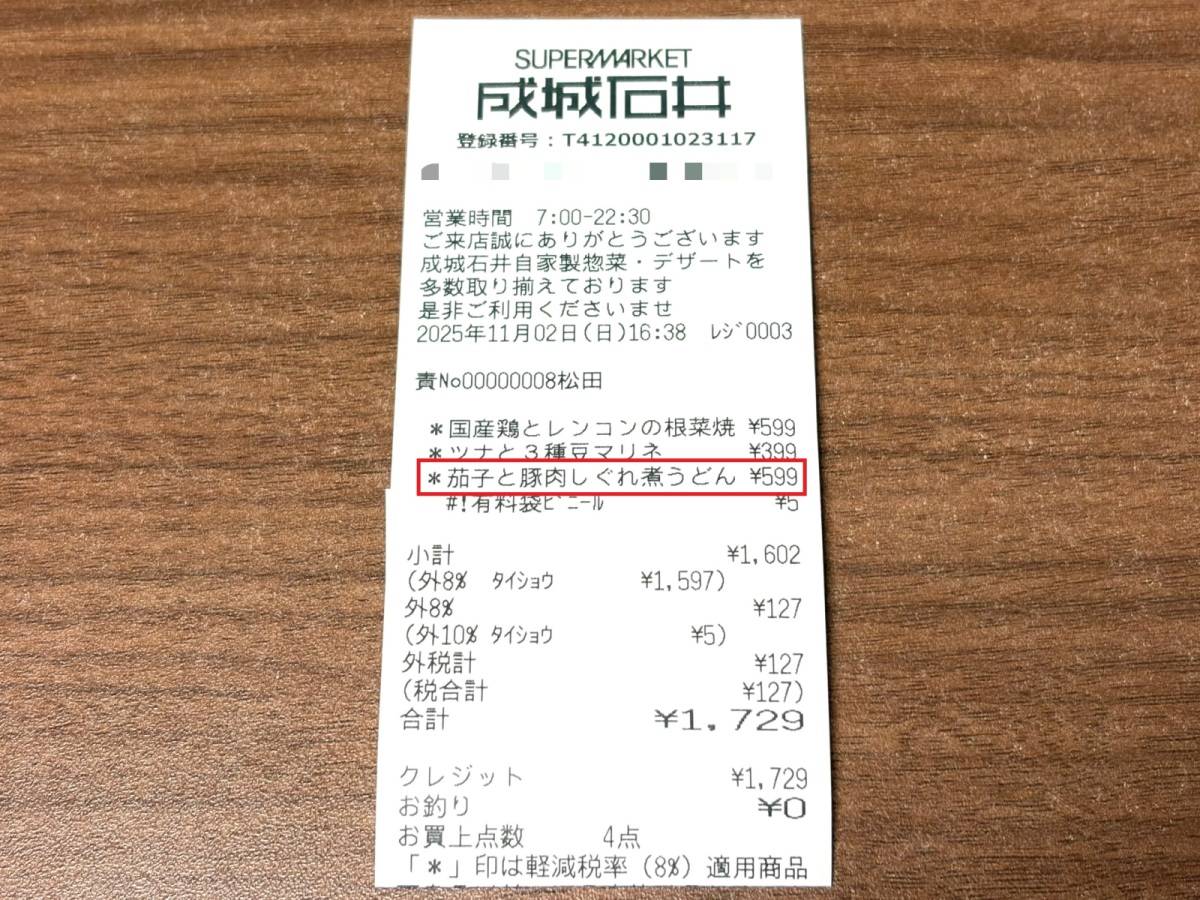 SUPERMARKET
成城石井
登録番号：T4120001023117
営業時間 7:00-22:30
ご来店誠にありがとうございます
成城石井自家製惣菜・デザートを
多数取り揃えております
是非ご利用くださいませ
2025年11月02日(日)16:38 ﾚｼﾞ0003
責No00000008松田
＊国産鶏とレンコンの根菜焼 ¥599
＊ツナと３種豆マリネ ¥399
＊茄子と豚肉しぐれ煮うどん ¥599
#!有料袋ﾋﾞﾆｰﾙ ¥5
小計 ¥1,602
(外8% ﾀｲｼｮｳ ¥1,597)
外8% ¥127
(外10% ﾀｲｼｮｳ ¥5)
外税計 ¥127
(税合計 ¥127)
合計 ¥1,729
クレジット ¥1,729
お釣り ¥0
お買上点数 4点
「＊」印は軽減税率(8%)適用商品